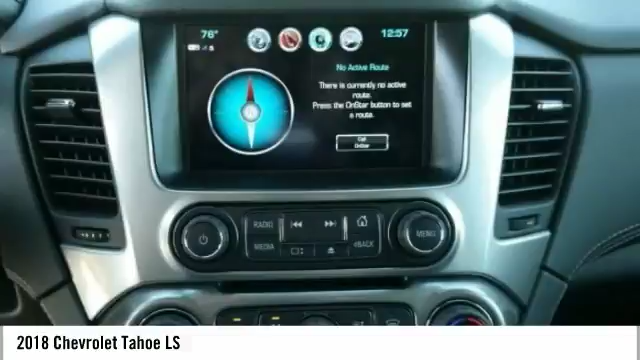 76°
12:57
5
No Active Route
There is currently no active
route.
Press the OnStar button to set
a route.
Call
OnStar
RADIO
MEDIA
BACK
MENU
2018 Chevrolet Tahoe LS